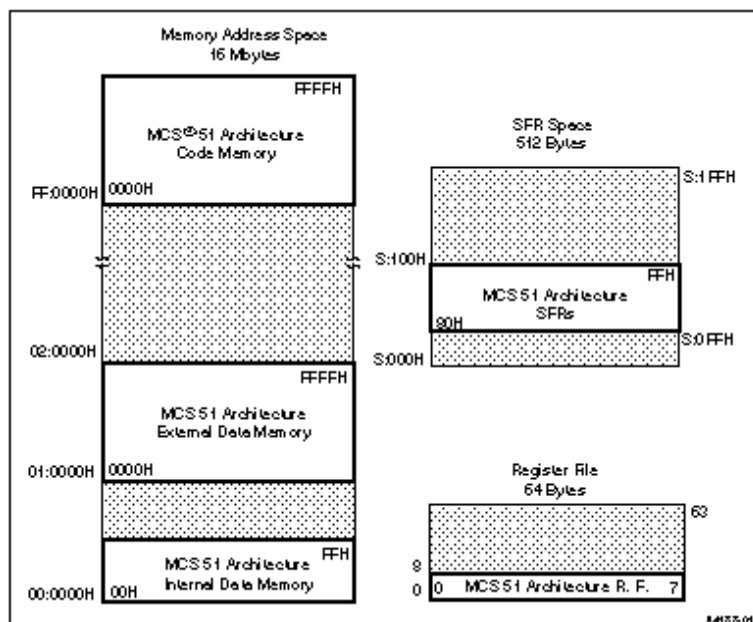 Memory Address Space
16 Mbytes
FFFFH
MCS® 51 Architecture
Code Memory
FF:0000H
0000H
02:0000H
FFFFH
MCS 51 Architecture
External Data Memory
01:0000H
0000H
MCS 51 Architecture
FFH
Internal Data Memory
00:0000H
00H
SFR Space
512 Bytes
S:1FFH
S:100H
FFH
MCS 51 Architecture
SFRs
80H
S:0FFH
S:000H
Register File
64 Bytes
63
8
0
0 MCS 51 Architecture R. F. 7